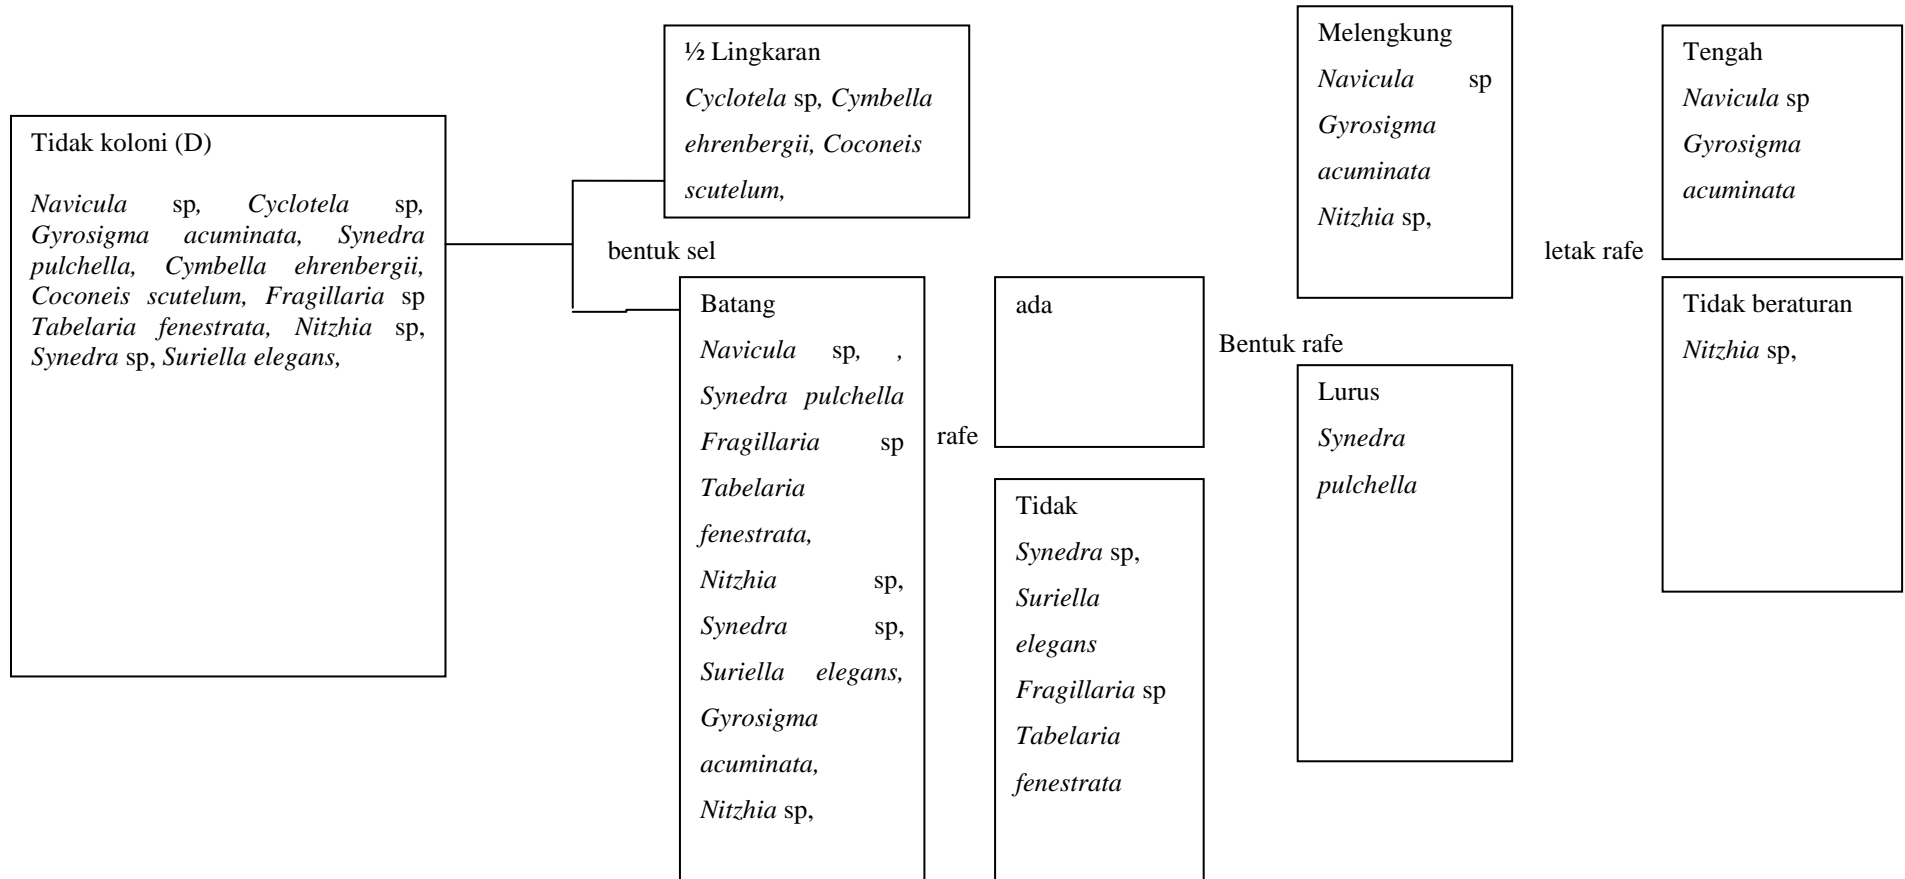 Tidak koloni (D)
Navicula sp, Cyclotela sp,
Gyrosigma acuminata, Synedra
pulchella, Cymbella ehrenbergii,
Coconeis scutelum, Fragillaria sp
Tabelaria fenestrata, Nitzhia sp,
Synedra sp, Suriella elegans,
½ Lingkaran
Cyclotela sp, Cymbella
ehrenbergii, Coconeis
scutelum,
bentuk sel
Batang
Navicula sp, ,
Synedra pulchella
Fragillaria sp
Tabelaria
fenestrata,
Nitzhia sp,
Synedra sp,
Suriella elegans,
Gyrosigma
acuminata,
Nitzhia sp,
rafe
ada
Tidak
Synedra sp,
Suriella
elegans
Fragillaria sp
Tabelaria
fenestrata
Bentuk rafe
Melengkung
Navicula sp
Gyrosigma
acuminata
Nitzhia sp,
Lurus
Synedra
pulchella
letak rafe
Tengah
Navicula sp
Gyrosigma
acuminata
Tidak beraturan
Nitzhia sp,